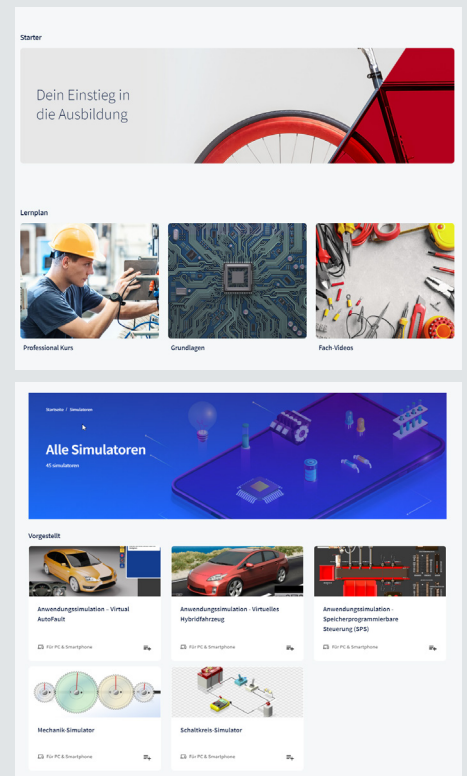 Starter
Dein Einstieg in
die Ausbildung
Lernplan
Professional Kurs
Grundlagen
Fach-Videos
Startseite / Simulatoren
Alle Simulatoren
45 simulatoren
Vorgestellt
Anwendungssimulation - Virtual
AutoFault
Für PC & Smartphone
Anwendungssimulation - Virtuelles
Hybridfahrzeug
Für PC & Smartphone
Anwendungssimulation -
Speicherprogrammierbare
Steuerung (SPS)
Für PC & Smartphone
Mechanik-Simulator
Für PC & Smartphone
Schaltkreis-Simulator
Für PC & Smartphone